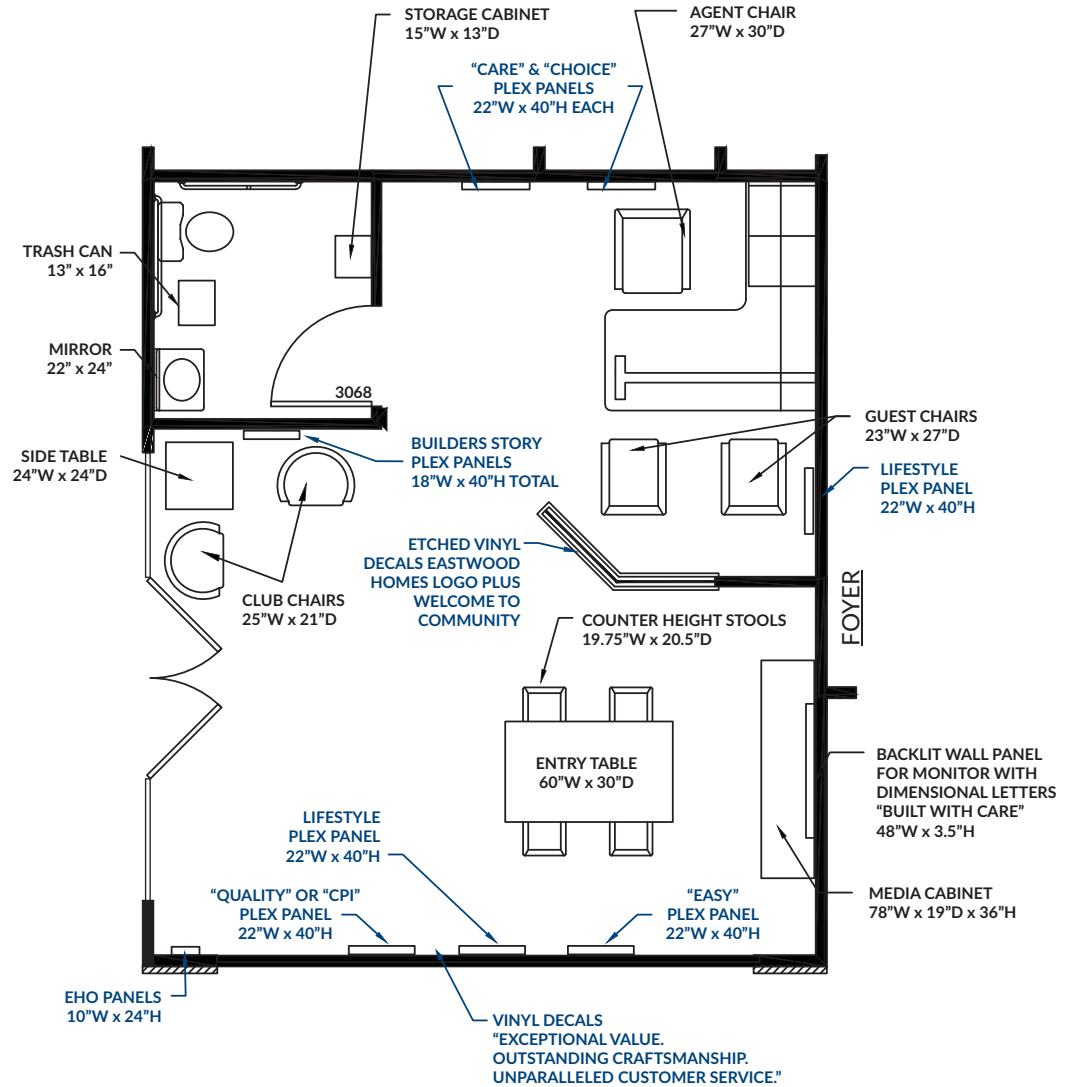 STORAGE CABINET
15”W x 13”D
AGENT CHAIR
27”W x 30”D
“CARE” & “CHOICE”
PLEX PANELS
22”W x 40”H EACH
TRASH CAN
13” x 16”
MIRROR
22” x 24”
3068
SIDE TABLE
24”W x 24”D
BUILDERS STORY
PLEX PANELS
18”W x 40”H TOTAL
GUEST CHAIRS
23”W x 27”D
LIFESTYLE
PLEX PANEL
22”W x 40”H
ETCHED VINYL
DECALS EASTWOOD
HOMES LOGO PLUS
WELCOME TO
COMMUNITY
CLUB CHAIRS
25”W x 21”D
FOYER
COUNTER HEIGHT STOOLS
19.75”W x 20.5”D
ENTRY TABLE
60”W x 30”D
BACKLIT WALL PANEL
FOR MONITOR WITH
DIMENSIONAL LETTERS
“BUILT WITH CARE”
48”W x 3.5”H
LIFESTYLE
PLEX PANEL
22”W x 40”H
“QUALITY” OR “CPI”
PLEX PANEL
22”W x 40”H
“EASY”
PLEX PANEL
22”W x 40”H
MEDIA CABINET
78”W x 19”D x 36”H
EHO PANELS
10”W x 24”H
VINYL DECALS
“EXCEPTIONAL VALUE.
OUTSTANDING CRAFTSMANSHIP.
UNPARALLELED CUSTOMER SERVICE.”